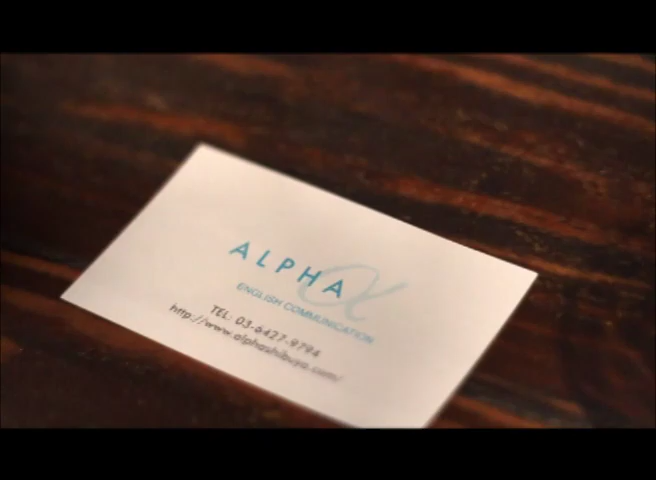 ALPHA α
ENGLISH COMMUNICATION
TEL: 03-6427-9794
http://www.alphashibuya.com/